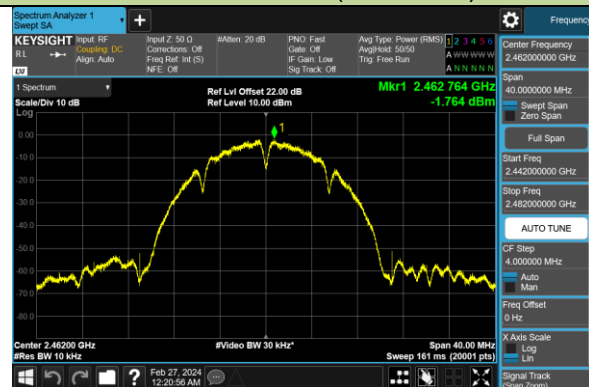 Spectrum Analyzer 1
Swept SA
+
Frequency
KEYSIGHT
Input: RF
Input Z: 50 Ω
#Atten: 20 dB
PNO: Fast
Avg Type: Power (RMS)
1 2 3 4 5 6
RL
Coupling: DC
Corrections: Off
Gate: Off
Avg|Hold: 50/50
A W W W W W
Align: Auto
Freq Ref: Int (S)
IF Gain: Low
Trig: Free Run
NFE: Off
Sig Track: Off
A N N N N N
LXI
1 Spectrum
Ref Lvl Offset 22.00 dB
Mkr1 2.462 764 GHz
Scale/Div 10 dB
Ref Level 10.00 dBm
-1.764 dBm
Log
1
0.00
-10.0
-20.0
-30.0
-40.0
-50.0
-60.0
-70.0
-80.0
Center 2.46200 GHz
#Video BW 30 kHz*
Span 40.00 MHz
#Res BW 10 kHz
Sweep 161 ms (20001 pts)
Feb 27, 2024
12:20:56 AM
?
Center Frequency
2.462000000 GHz
Span
40.0000000 MHz
Swept Span
Zero Span
Full Span
Start Freq
2.442000000 GHz
Stop Freq
2.482000000 GHz
AUTO TUNE
CF Step
4.000000 MHz
Auto
Man
Freq Offset
0 Hz
X Axis Scale
Log
Lin
Signal Track
(Span Zoom)